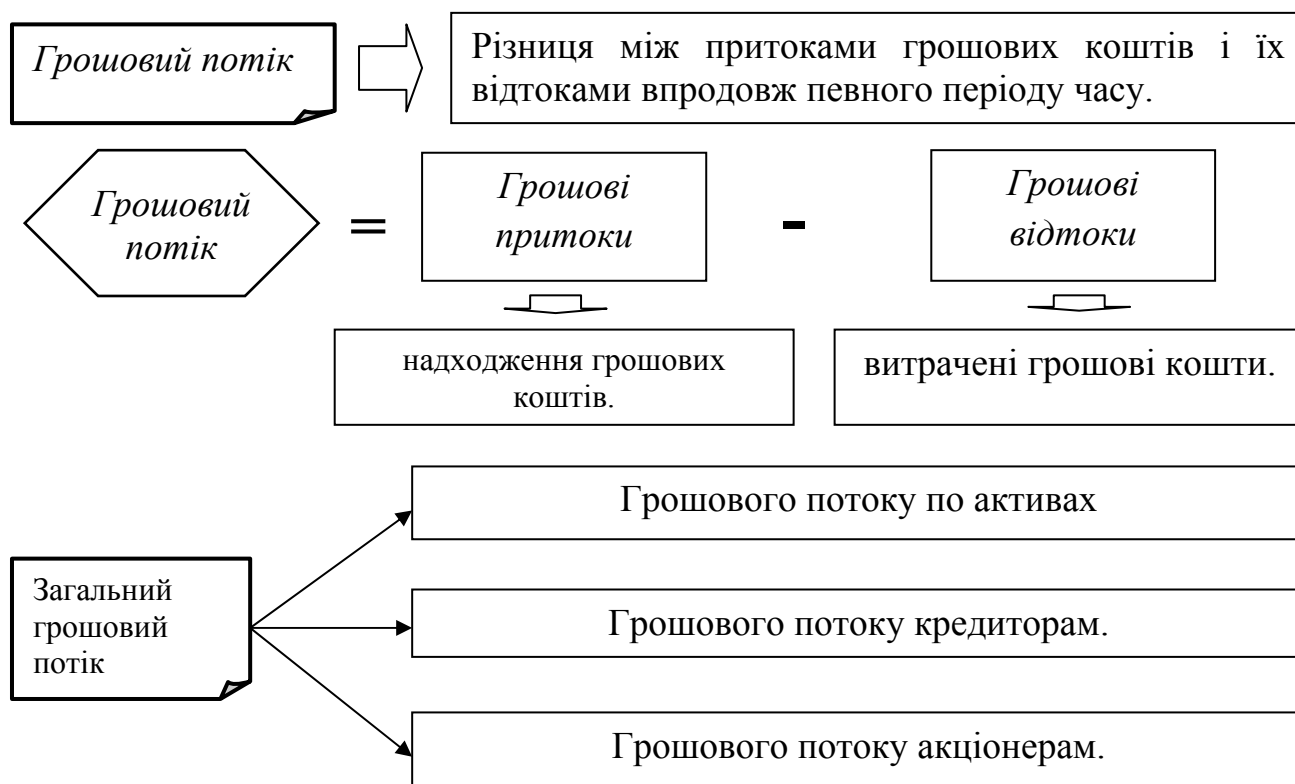 Грошовий потік
Різниця між притоками грошових коштів і їх
відтоками впродовж певного періоду часу.
Грошовий
потік
=
Грошові
притоки
-
Грошові
відтоки
надходження грошових
коштів.
витрачені грошові кошти.
Загальний
грошовий
потік
Грошового потоку по активах
Грошового потоку кредиторам.
Грошового потоку акціонерам.